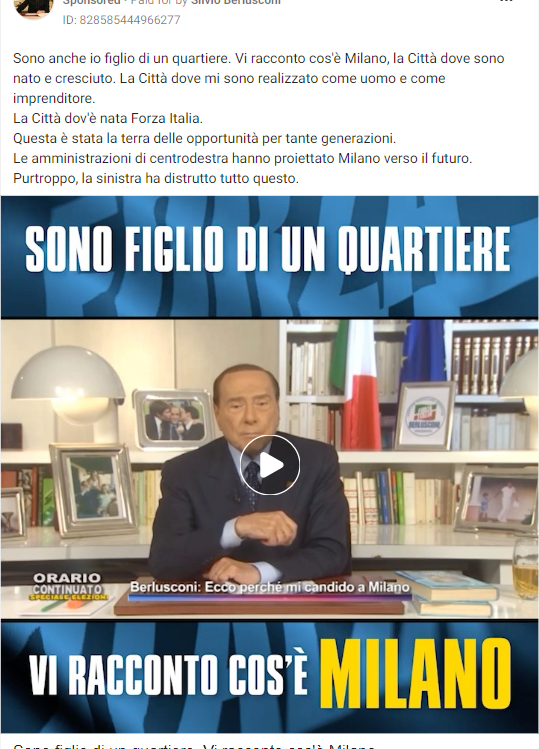 Sponsored • Paid for by Silvio Berlusconi
ID: 828585444966277
Sono anche io figlio di un quartiere. Vi racconto cos'è Milano, la Città dove sono
nato e cresciuto. La Città dove mi sono realizzato come uomo e come
imprenditore.
La Città dov'è nata Forza Italia.
Questa è stata la terra delle opportunità per tante generazioni.
Le amministrazioni di centrodestra hanno proiettato Milano verso il futuro.
Purtroppo, la sinistra ha distrutto tutto questo.
FORZA
SONO FIGLIO DI UN QUARTIERE
BERLUSCONI
ORARIO
CONTINUATO
SPECIALE ELEZIONI
Berlusconi: Ecco perché mi candido a Milano
VI RACCONTO COS'È MILANO
Sono figlio di un quartiere. Vi racconto cos'è Milano